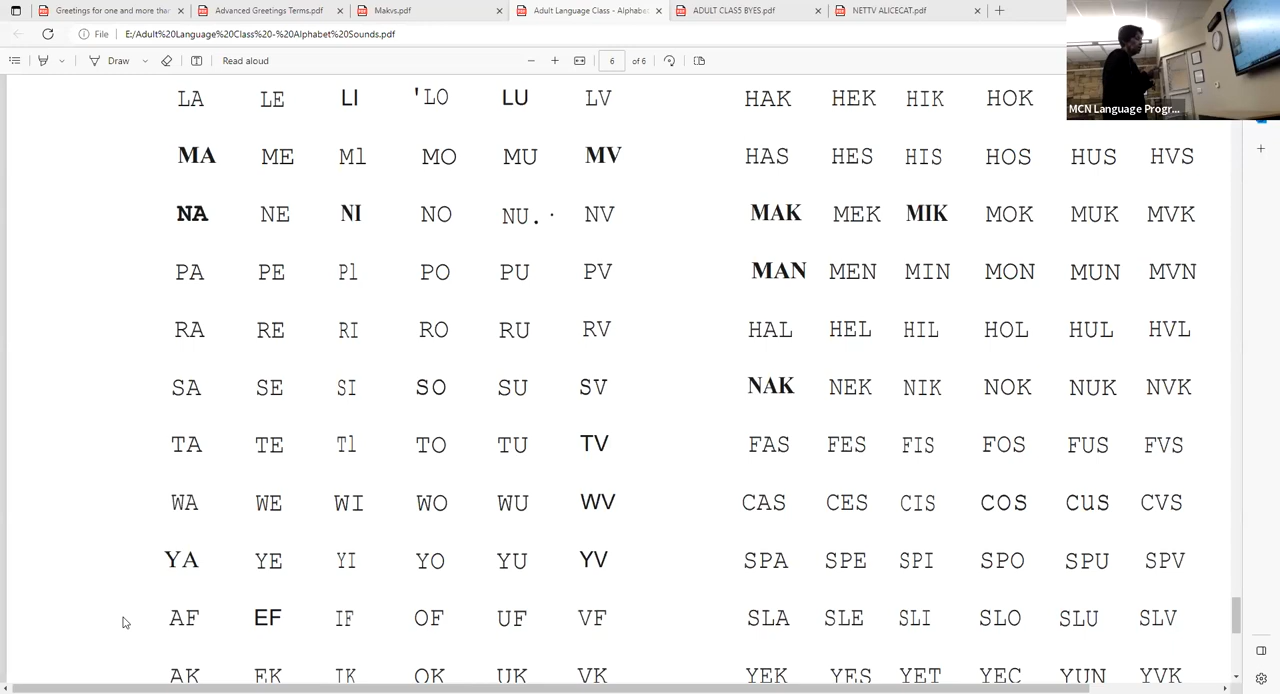 Greetings for one and more than
Advanced Greetings Terms.pdf
Makvs.pdf
Adult Language Class - Alphabet
ADULT CLAS5 BYES.pdf
NETTV ALICECAT.pdf
File E:/Adult%20Language%20Class%20-%20Alphabet%20Sounds.pdf
Draw Read aloud 6 of 6
MCN Language Progr...
LA LE LI 'LO LU LV HAK HEK HIK HOK
MA ME Ml MO MU MV HAS HES HIS HOS HUS HVS
NA NE NI NO NU. · NV MAK MEK MIK MOK MUK MVK
PA PE Pl PO PU PV MAN MEN MIN MON MUN MVN
RA RE RI RO RU RV HAL HEL HIL HOL HUL HVL
SA SE SI SO SU SV NAK NEK NIK NOK NUK NVK
TA TE Tl TO TU TV FAS FES FIS FOS FUS FVS
WA WE WI WO WU WV CAS CES CIS COS CUS CVS
YA YE YI YO YU YV SPA SPE SPI SPO SPU SPV
AF EF IF OF UF VF SLA SLE SLI SLO SLU SLV
AK EK IK OK UK VK YEK YES YET YEC YUN YVK